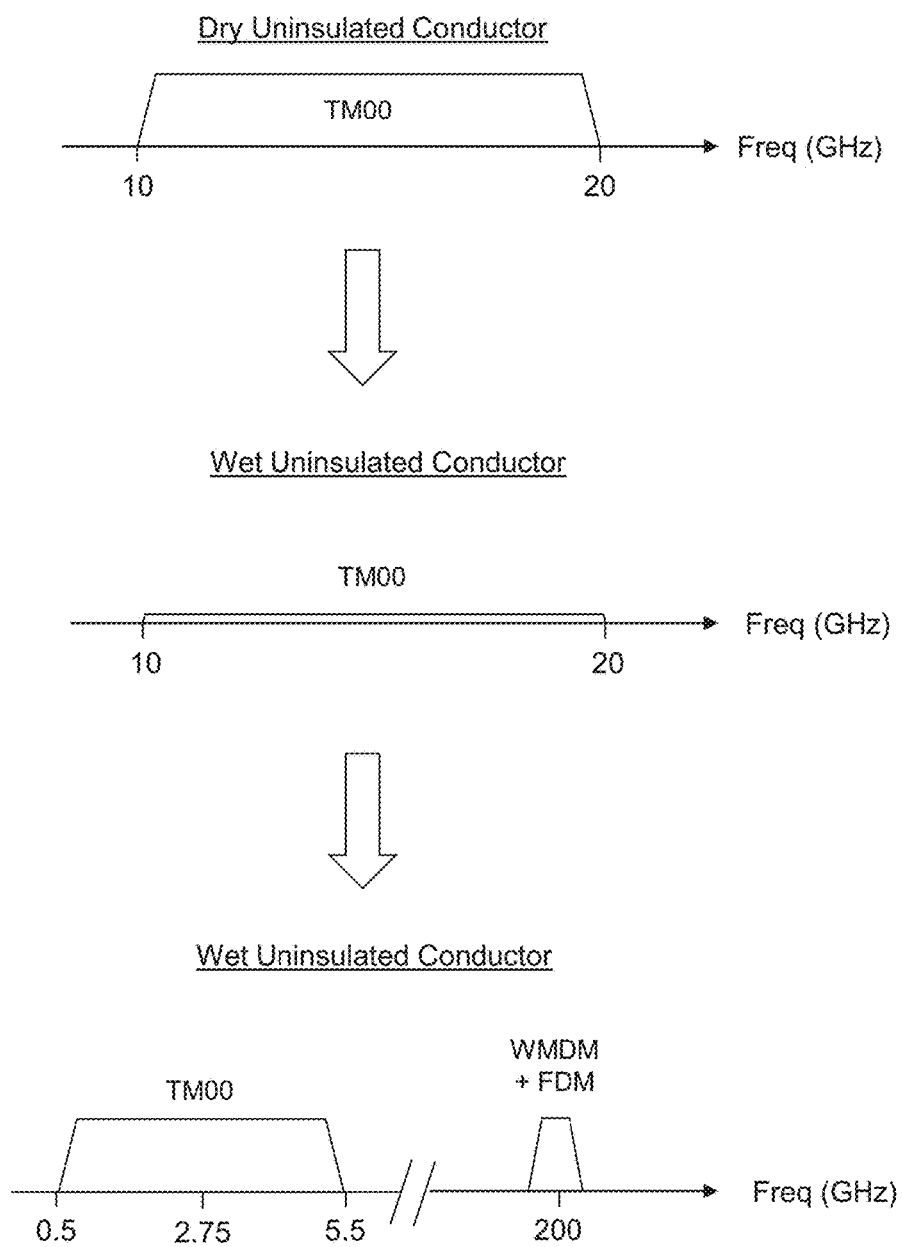 Dry Uninsulated Conductor
TM00
Freq (GHz)
10
20
Wet Uninsulated Conductor
TM00
Freq (GHz)
10
20
Wet Uninsulated Conductor
WMDM
+ FDM
TM00
Freq (GHz)
0.5
2.75
5.5
200